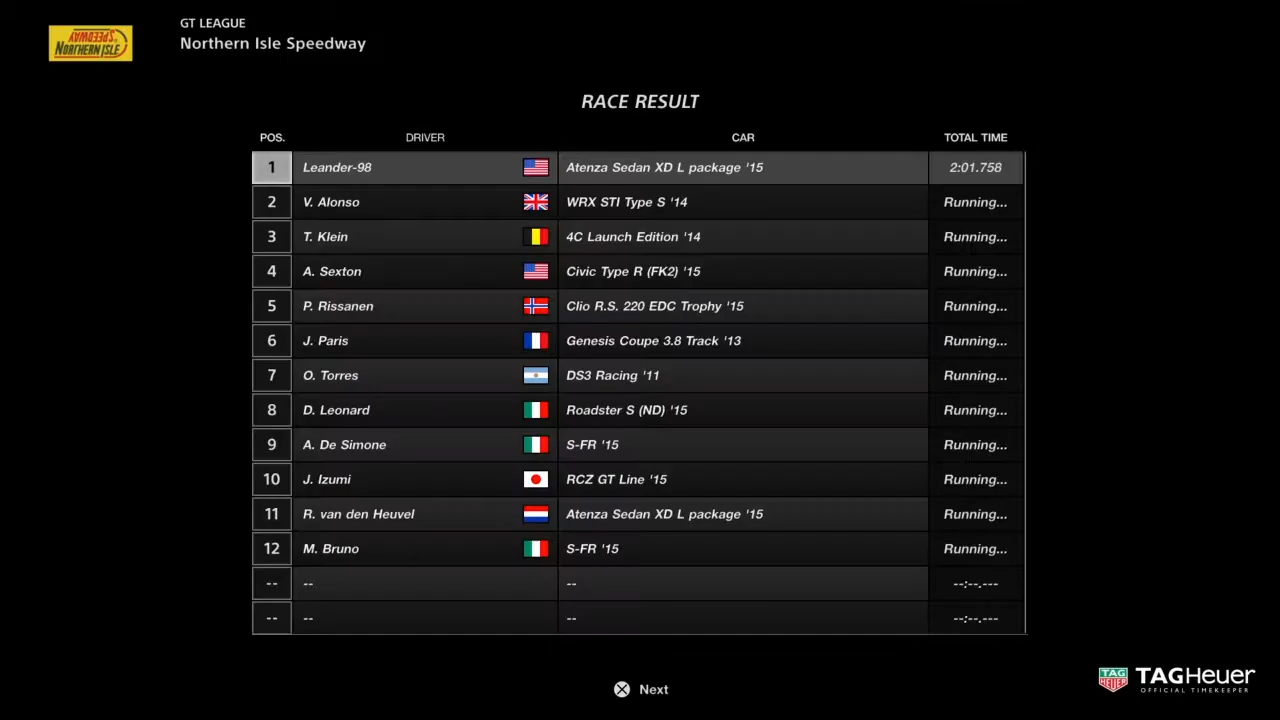 GT LEAGUE
Northern Isle Speedway
SPEEDWAY
NORTHERN ISLE
RACE RESULT
POS. DRIVER CAR TOTAL TIME
1 Leander-98 Atenza Sedan XD L package '15 2:01.758
2 V. Alonso WRX STI Type S '14 Running...
3 T. Klein 4C Launch Edition '14 Running...
4 A. Sexton Civic Type R (FK2) '15 Running...
5 P. Rissanen Clio R.S. 220 EDC Trophy '15 Running...
6 J. Paris Genesis Coupe 3.8 Track '13 Running...
7 O. Torres DS3 Racing '11 Running...
8 D. Leonard Roadster S (ND) '15 Running...
9 A. De Simone S-FR '15 Running...
10 J. Izumi RCZ GT Line '15 Running...
11 R. van den Heuvel Atenza Sedan XD L package '15 Running...
12 M. Bruno S-FR '15 Running...
-- -- -- --:--.---
-- -- -- --:--.---
Next
TAG HEUER
TAGHeuer
OFFICIAL TIMEKEEPER